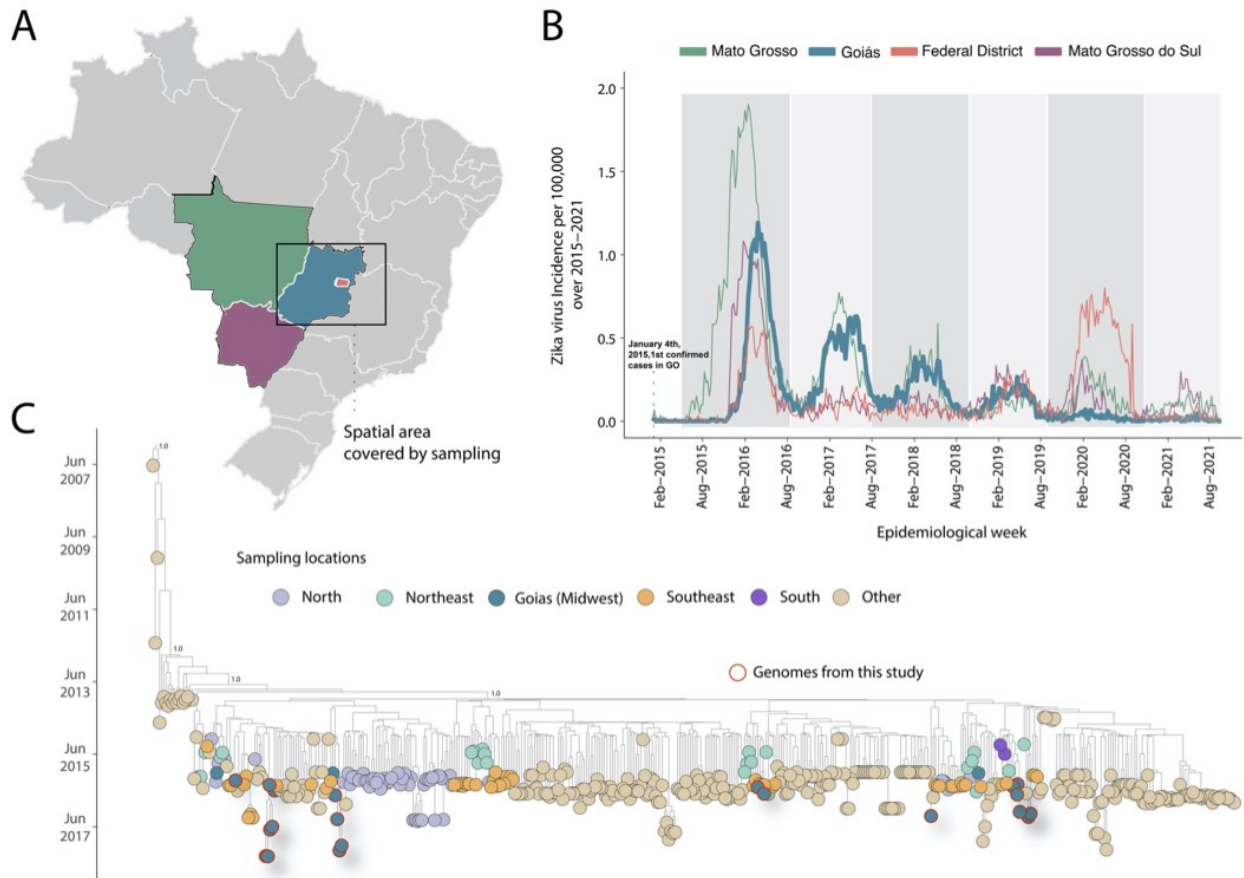 A
B
Mato Grosso
Goiás
Federal District
Mato Grosso do Sul
Zika virus Incidence per 100,000
over 2015–2021
2.0
1.5
1.0
0.5
0.0
January 4th,
2015,1st confirmed
cases in GO
Feb–2015
Aug–2015
Feb–2016
Aug–2016
Feb–2017
Aug–2017
Feb–2018
Aug–2018
Feb–2019
Aug–2019
Feb–2020
Aug–2020
Feb–2021
Aug–2021
Epidemiological week
Spatial area
covered by sampling
C
Jun
2007
Jun
2009
Jun
2011
Jun
2013
Jun
2015
Jun
2017
1.0
Sampling locations
North
Northeast
Goias (Midwest)
Southeast
South
Other
Genomes from this study
1.0
1.0
1.0